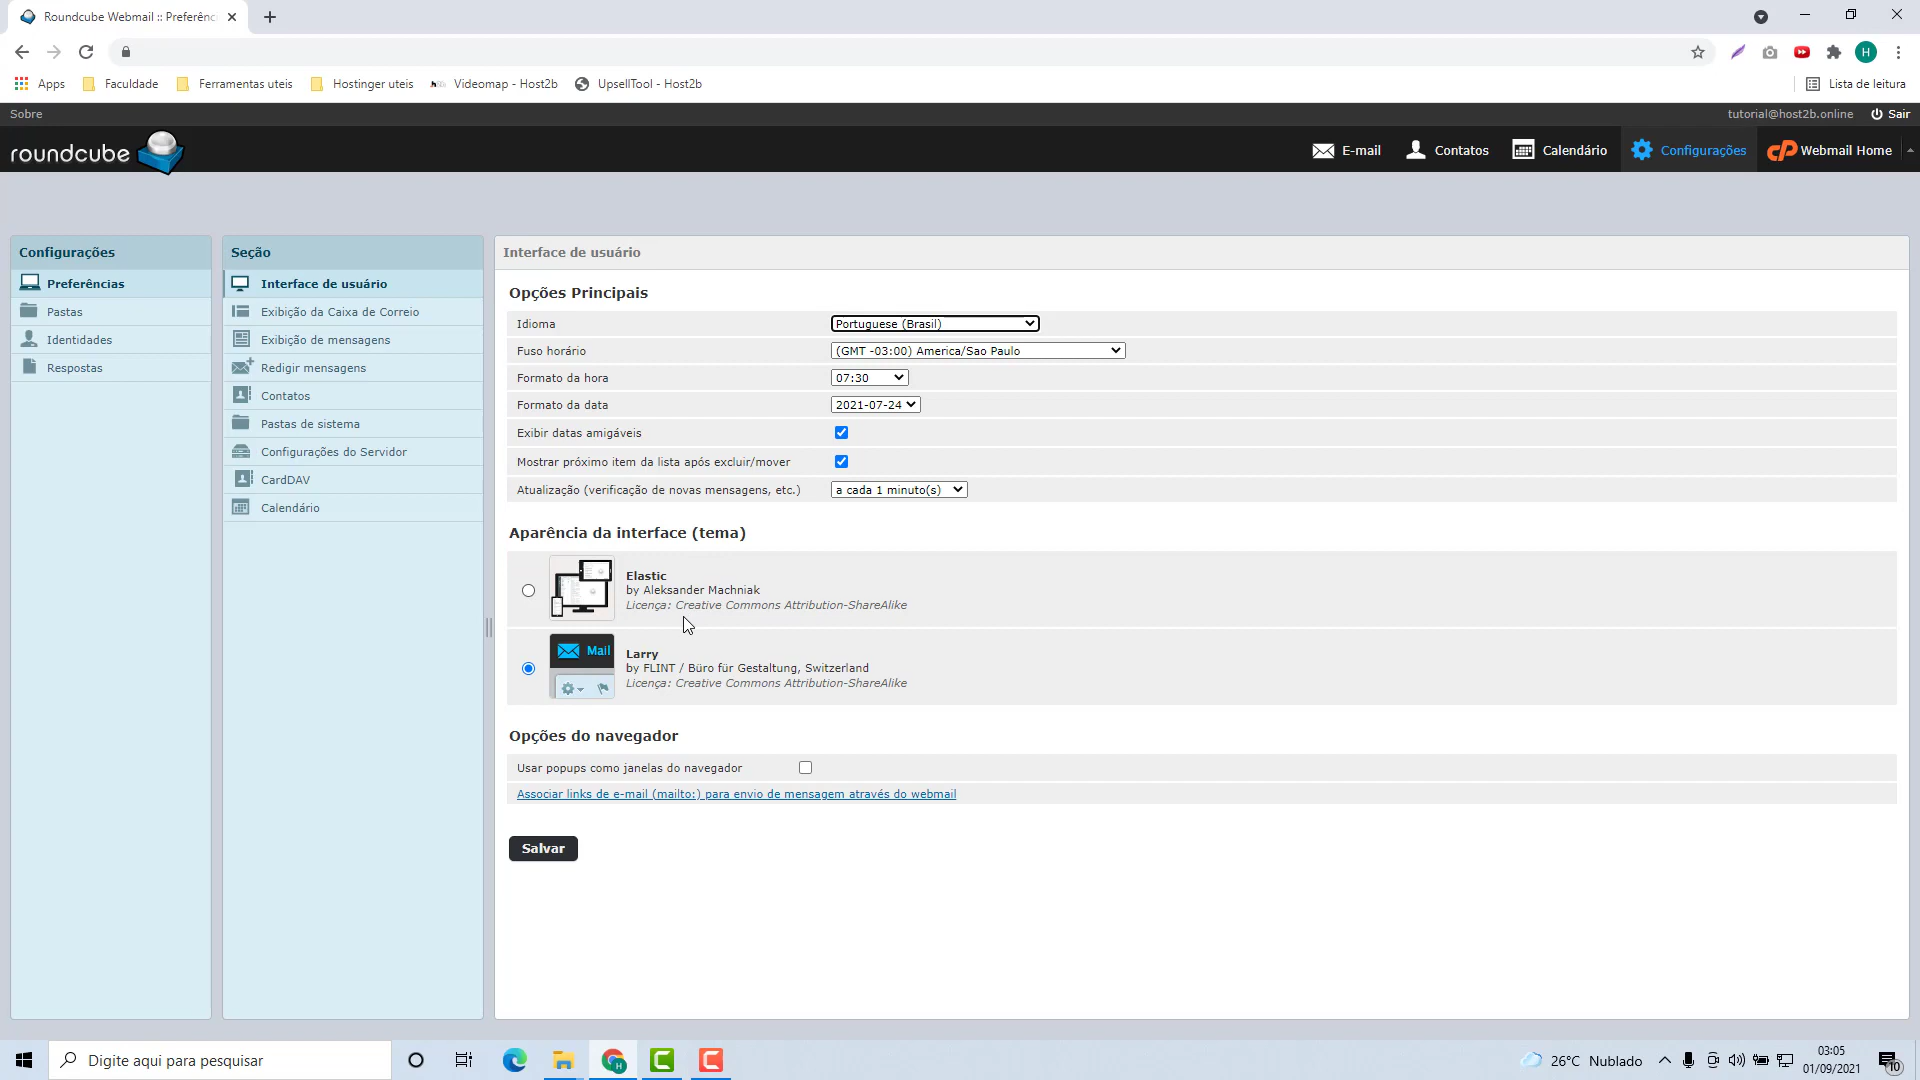 Roundcube Webmail :: Preferênc
Apps
Faculdade
Ferramentas uteis
Hostinger uteis
Videomap - Host2b
UpsellTool - Host2b
Lista de leitura
H
Sobre
tutorial@host2b.online
Sair
roundcube
E-mail
Contatos
Calendário
Configurações
cP Webmail Home
Configurações
Preferências
Pastas
Identidades
Respostas
Seção
Interface de usuário
Exibição da Caixa de Correio
Exibição de mensagens
Redigir mensagens
Contatos
Pastas de sistema
Configurações do Servidor
CardDAV
Calendário
Interface de usuário
Opções Principais
Idioma Portuguese (Brasil)
Fuso horário (GMT -03:00) America/Sao Paulo
Formato da hora 07:30
Formato da data 2021-07-24
Exibir datas amigáveis
Mostrar próximo item da lista após excluir/mover
Atualização (verificação de novas mensagens, etc.) a cada 1 minuto(s)
Aparência da interface (tema)
Elastic
by Aleksander Machniak
Licença: Creative Commons Attribution-ShareAlike
Mail
Larry
by FLINT / Büro für Gestaltung, Switzerland
Licença: Creative Commons Attribution-ShareAlike
Opções do navegador
Usar popups como janelas do navegador
Associar links de e-mail (mailto:) para envio de mensagem através do webmail
Salvar
Digite aqui para pesquisar
26°C Nublado
03:05
01/09/2021
10